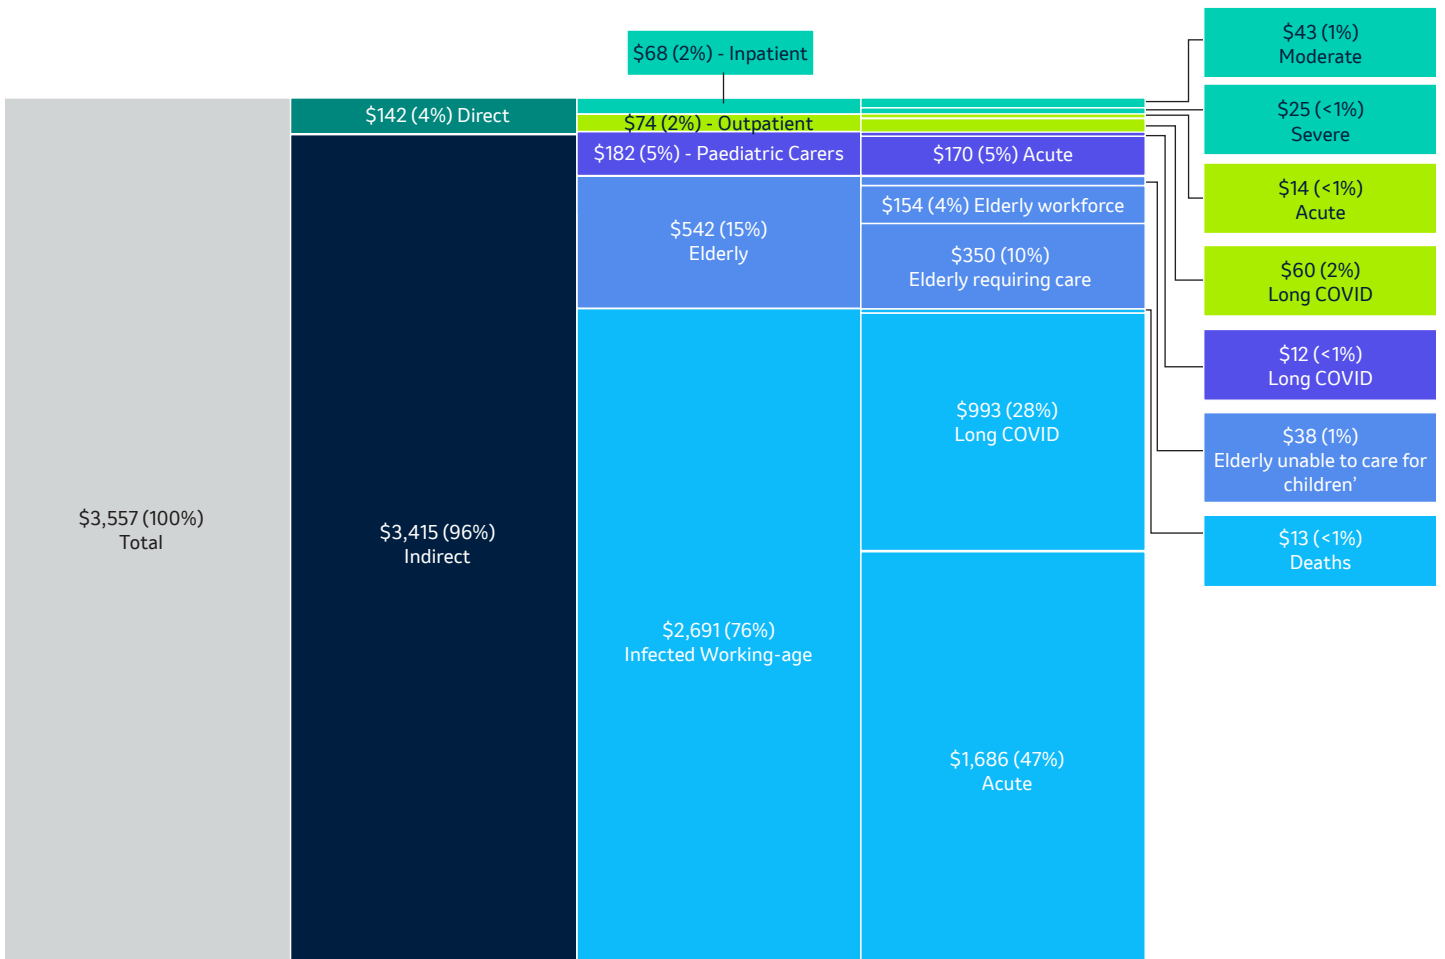 $68 (2%) - Inpatient
$43 (1%)
Moderate
$142 (4%) Direct
$74 (2%) - Outpatient
$25 (<1%)
Severe
$182 (5%) - Paediatric Carers
$170 (5%) Acute
$14 (<1%)
Acute
$154 (4%) Elderly workforce
$542 (15%)
Elderly
$350 (10%)
Elderly requiring care
$60 (2%)
Long COVID
$12 (<1%)
Long COVID
$993 (28%)
Long COVID
$38 (1%)
Elderly unable to care for
children’
$3,557 (100%)
Total
$3,415 (96%)
Indirect
$13 (<1%)
Deaths
$2,691 (76%)
Infected Working-age
$1,686 (47%)
Acute